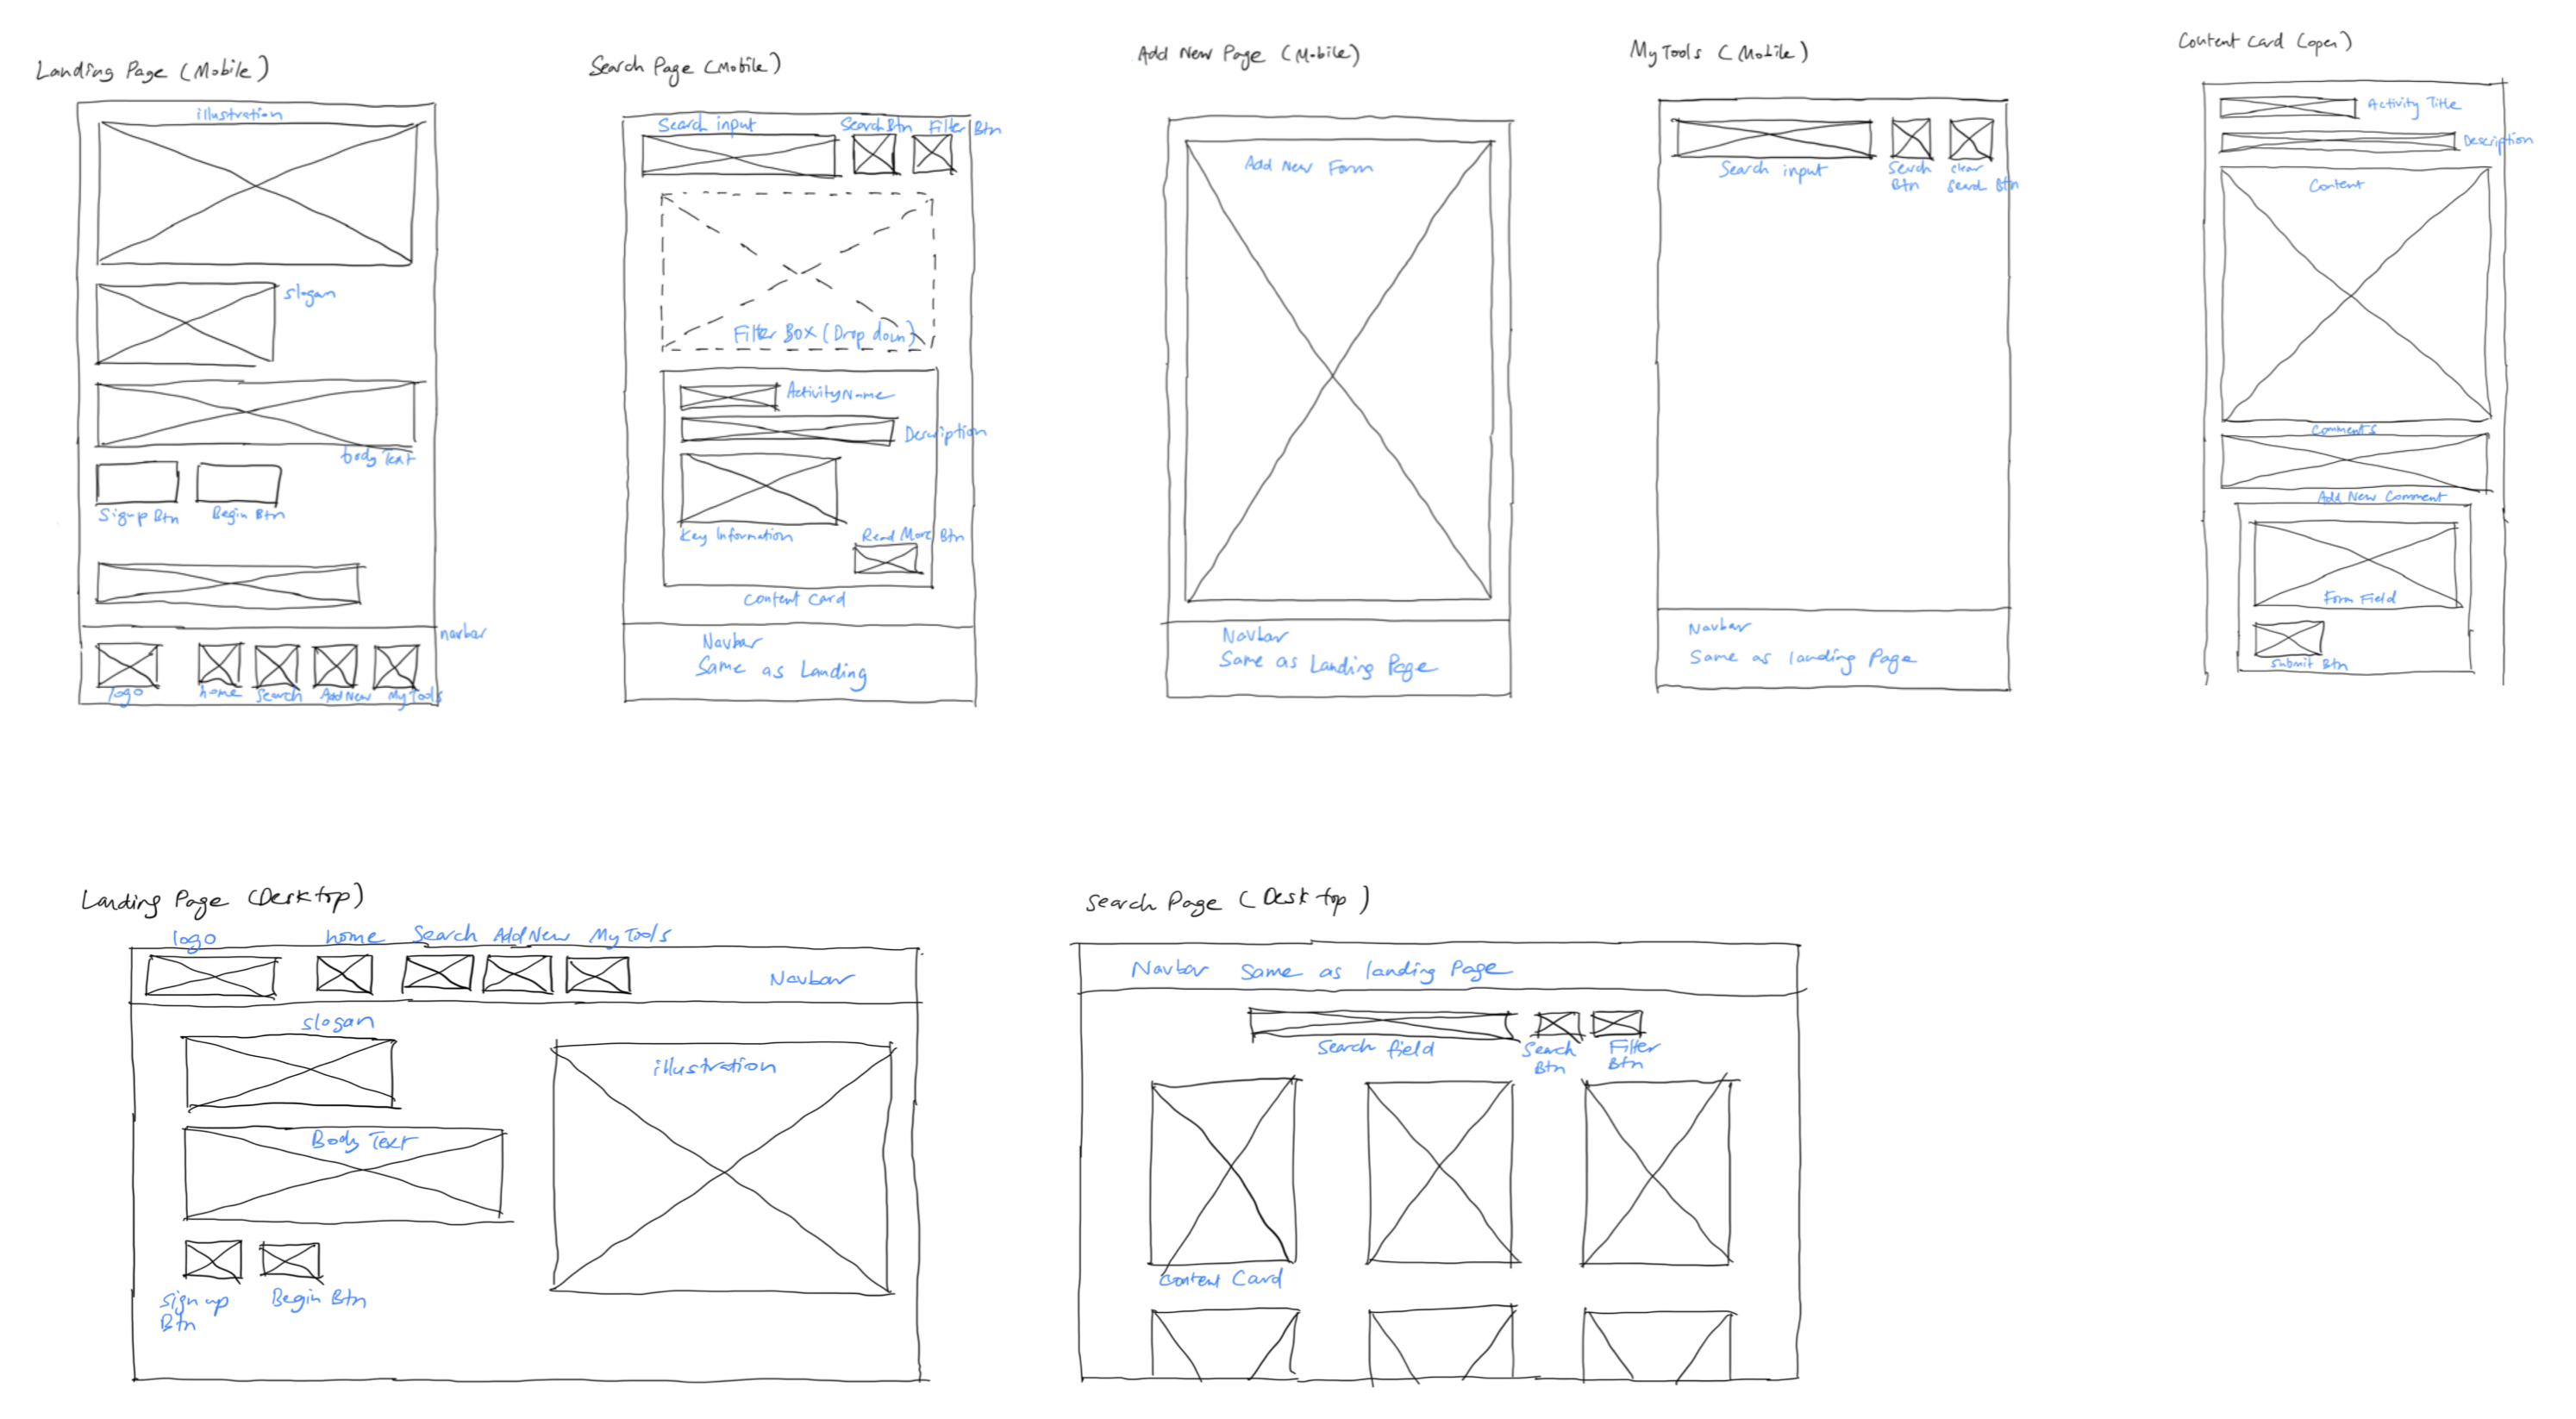 Landing Page (Mobile)
illustration
slogan
body Text
Signup Btn
Begin Btn
navbar
logo
home
Search
Add New
My Tools
Search Page (Mobile)
Search input
Search Btn
Filter Btn
Filter Box (Drop down)
Activity Name
Description
Key Information
Read More Btn
Content Card
Navbar
Same as Landing
Add New Page (Mobile)
Add New Form
Navbar
Same as Landing Page
My Tools (Mobile)
Search input
Search
Btn
clear
Search Btn
Navbar
Same as landing Page
Content Card (open)
Activity Title
Description
Content
Comments
Add New Comment
Form Field
Submit Btn
Landing Page (Desktop)
logo
home
Search
Add New
My Tools
Navbar
slogan
illustration
Body Text
Sign up
Btn
Begin Btn
Search Page (Desktop)
Navbar Same as landing Page
Search field
Search
Btn
Filter
Btn
Content Card